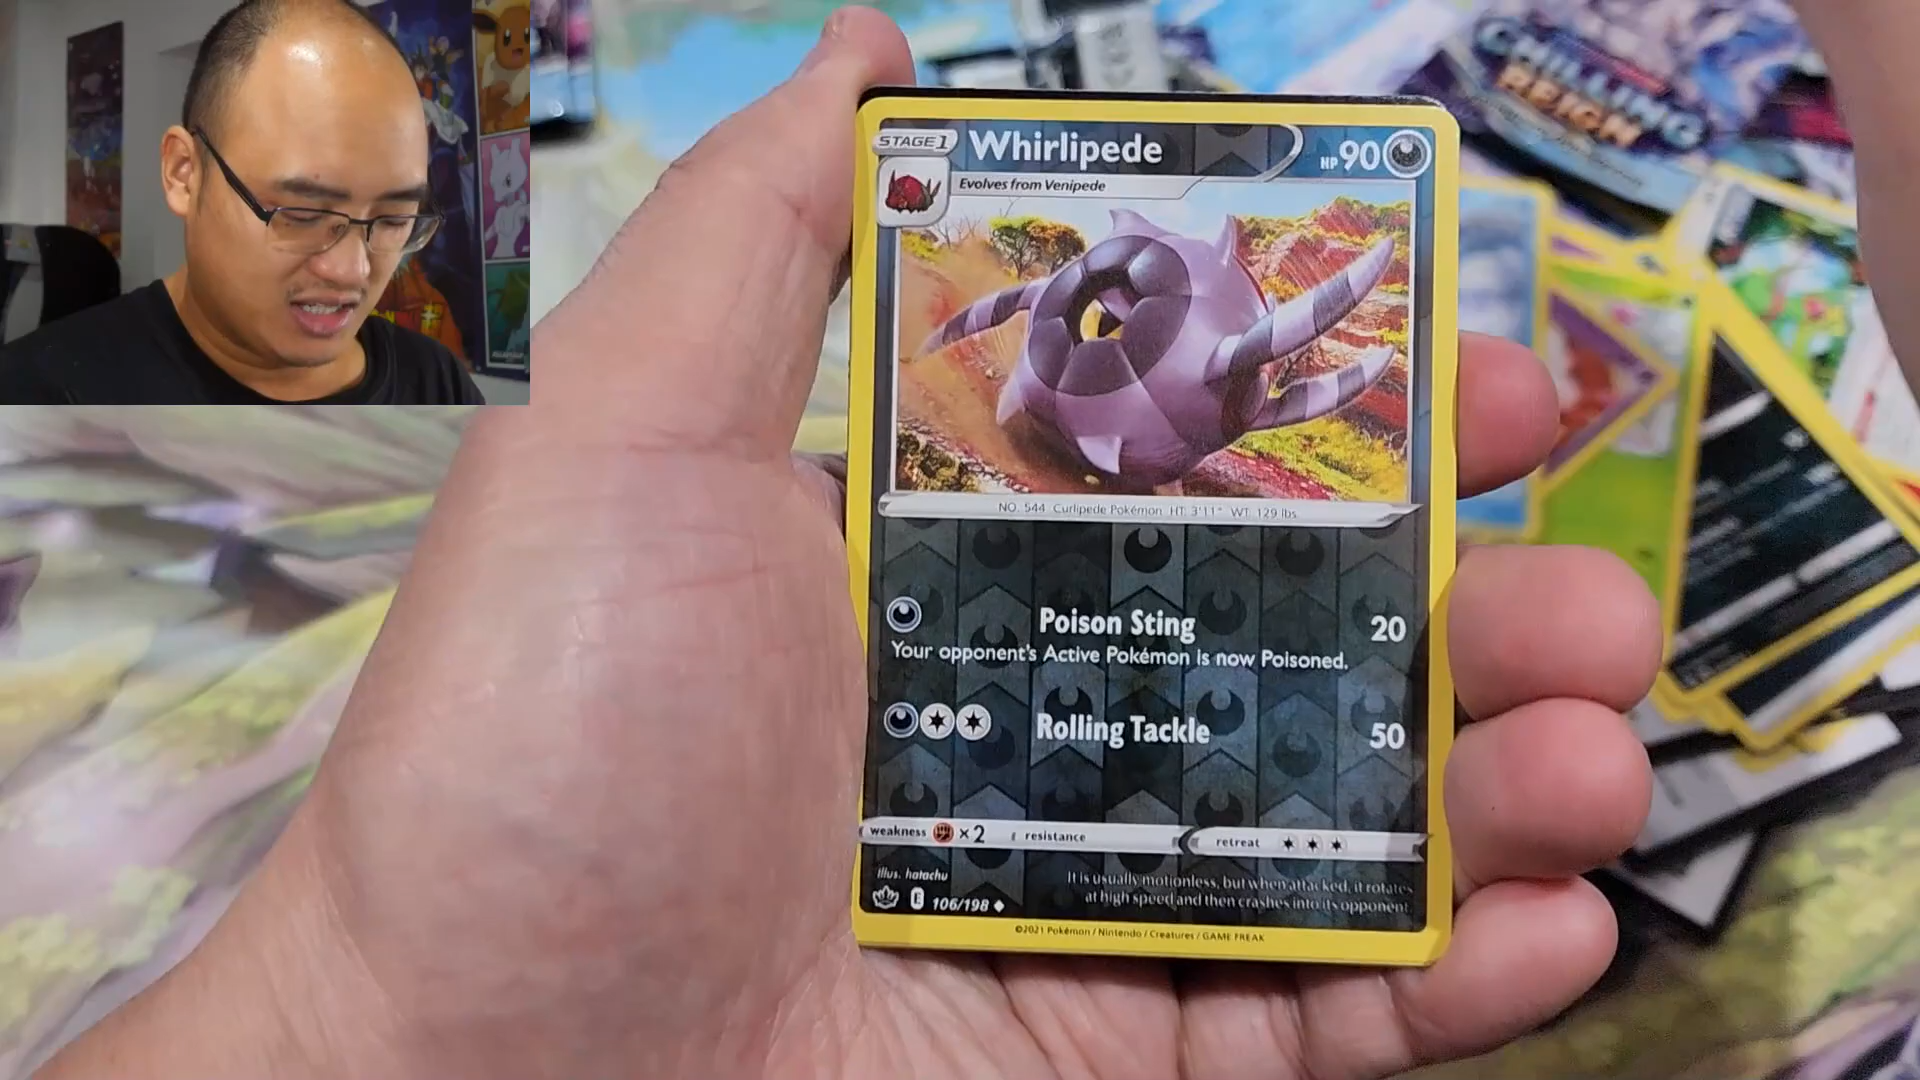 CHILLING
REIGN
STAGE 1 Whirlipede HP 90
Evolves from Venipede
NO. 544 Curlipede Pokémon HT: 3'11" WT: 129 lbs.
Poison Sting 20
Your opponent's Active Pokémon is now Poisoned.
Rolling Tackle 50
weakness ×2 resistance retreat
Illus. hatachu
It is usually motionless, but when attacked, it rotates
at high speed and then crashes into its opponent.
E 106/198
©2021 Pokémon / Nintendo / Creatures / GAME FREAK